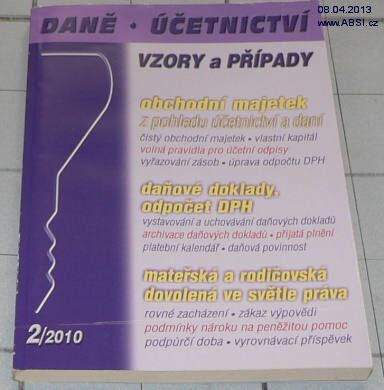 08.04.2013
www.ABSI.cz
DANĚ · ÚČETNICTVÍ
VZORY a PŘÍPADY
obchodní majetek
z pohledu účetnictví a daní
čistý obchodní majetek • vlastní kapitál
volná pravidla pro účetní odpisy
vyřazování zásob • úprava odpočtu DPH
daňové doklady,
odpočet DPH
vystavování a uchovávání daňových dokladů
archivace daňových dokladů • přijatá plnění
platební kalendář • daňová povinnost
mateřská a rodičovská
dovolená ve světle práva
rovné zacházení • zákaz výpovědi
podmínky nároku na peněžitou pomoc
podpůrčí doba • vyrovnávací příspěvek
2/2010